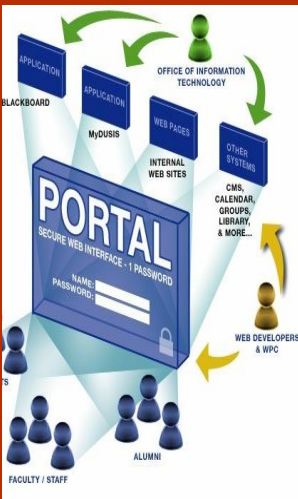 OFFICE OF INFORMATION
TECHNOLOGY
APPLICATION
BLACKBOARD
APPLICATION
MyDUSIS
WEB PAGES
INTERNAL
WEB SITES
OTHER
SYSTEMS
CMS,
CALENDAR,
GROUPS,
LIBRARY,
& MORE...
PORTAL
SECURE WEB INTERFACE - 1 PASSWORD
NAME:
PASSWORD:
WEB DEVELOPERS
& WPC
TS
ALUMNI
FACULTY / STAFF